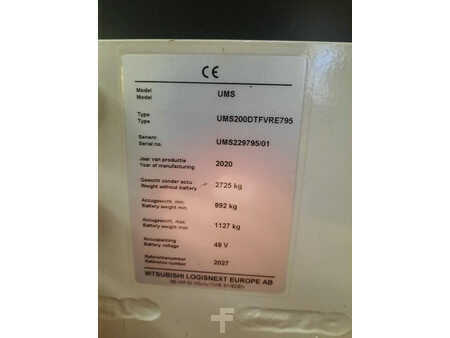 CE
Model UMS
Model
Type UMS200DTFVRE795
Type
Serienr. UMS229795/01
Serial no.
Jaar van productie 2020
Year of manufacturing
Gewicht zonder accu 2725 kg
Weight without battery
Accugewicht, min. 992 kg
Battery weight min
Accugewicht, max. 1127 kg
Battery weight max
Accuspanning 48 V
Battery voltage
Referentienummer 2027
Reference number
MITSUBISHI LOGISNEXT EUROPE AB